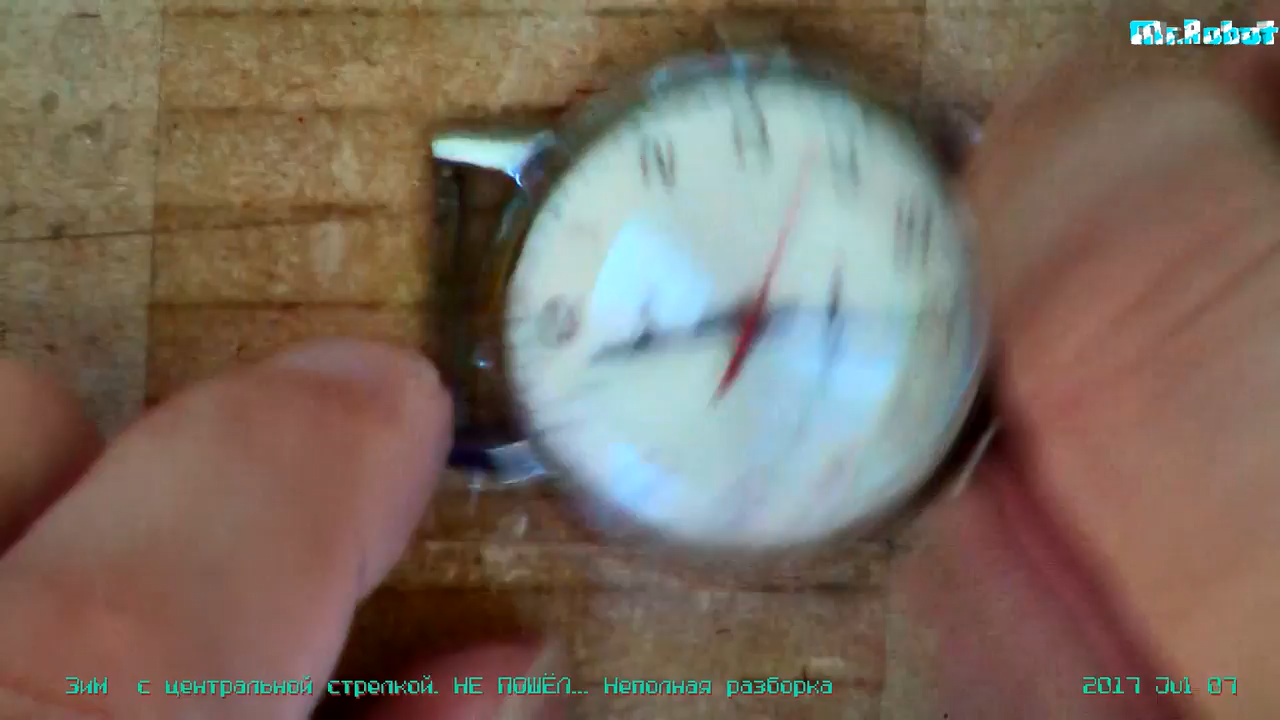 Mr.Robot
ЗиМ с центральной стрелкой. НЕ ПОШЁЛ... Неполная разборка
2017 Jul 07